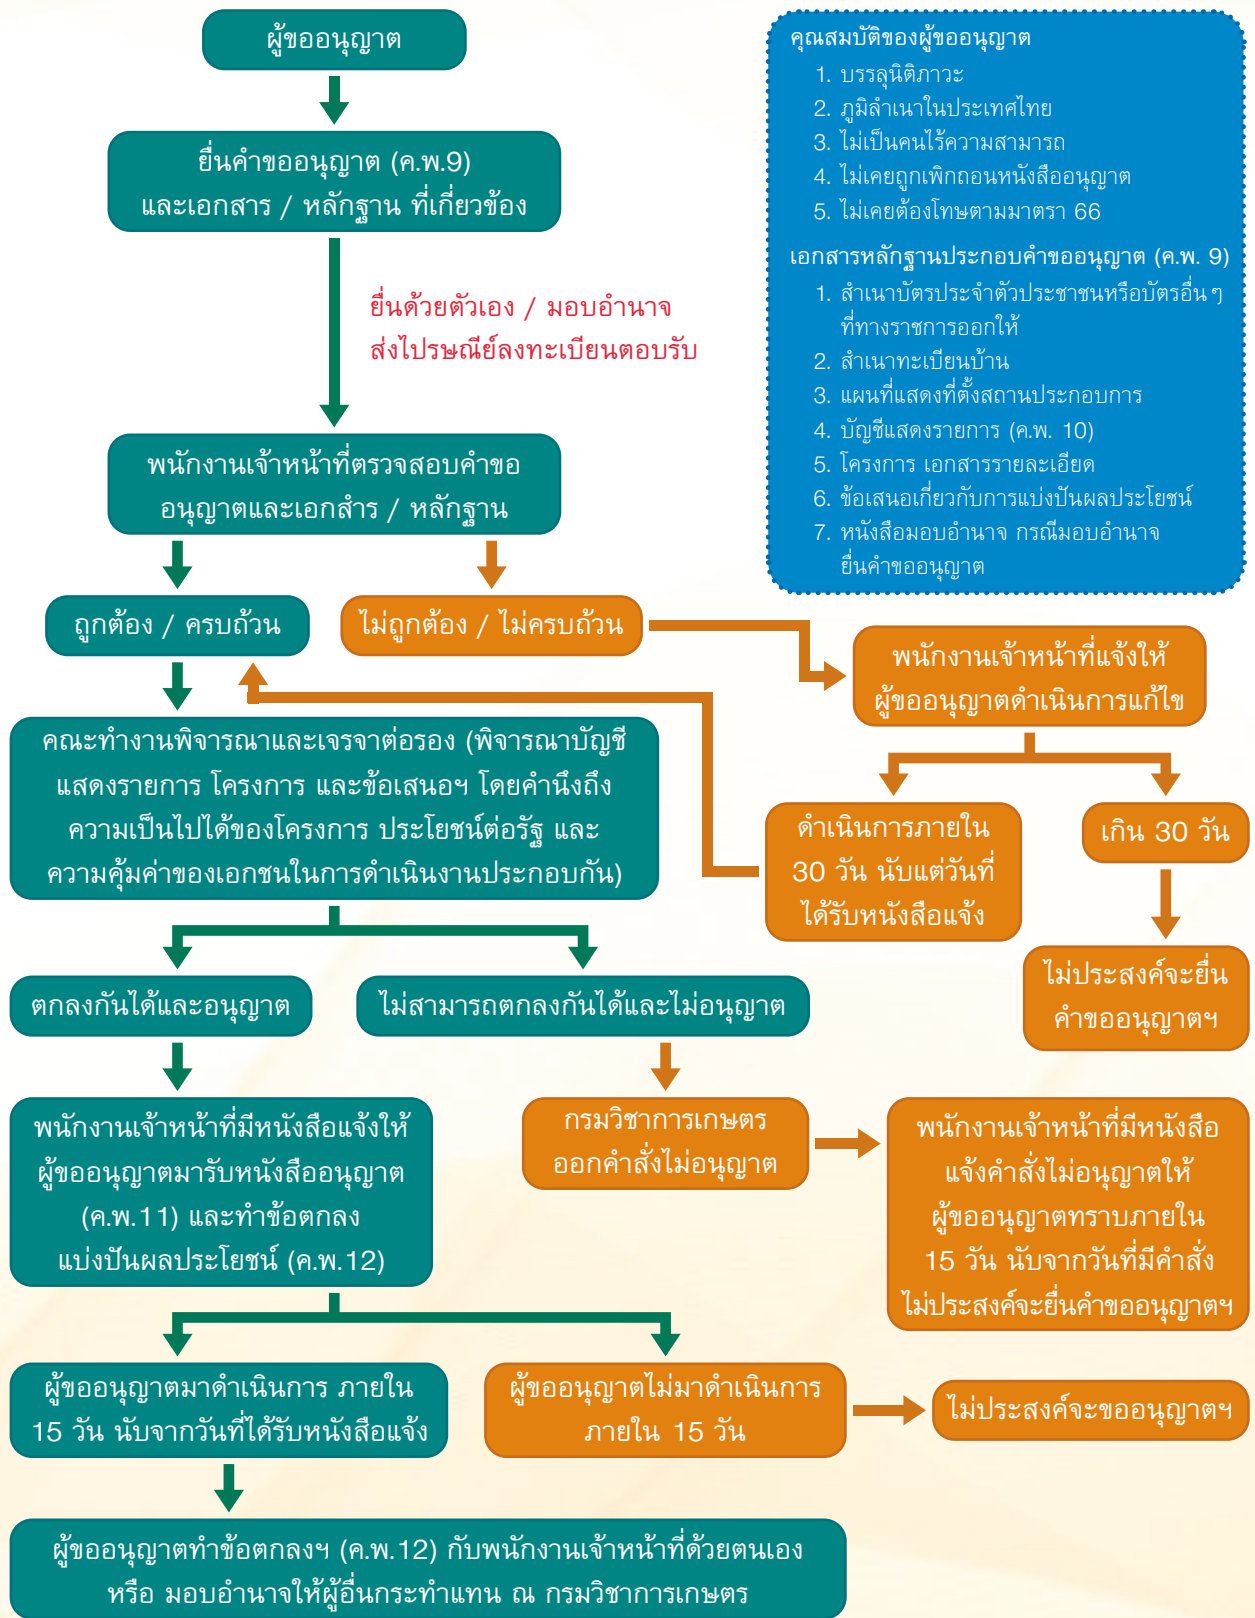 ผู้ขออนุญาต
ยื่นคำขออนุญาต (ค.พ.9)
และเอกสาร / หลักฐาน ที่เกี่ยวข้อง
ยื่นด้วยตัวเอง / มอบอำนาจ
ส่งไปรษณีย์ลงทะเบียนตอบรับ
คุณสมบัติของผู้ขออนุญาต
1. บรรลุนิติภาวะ
2. ภูมิลำเนาในประเทศไทย
3. ไม่เป็นคนไร้ความสามารถ
4. ไม่เคยถูกเพิกถอนหนังสืออนุญาต
5. ไม่เคยต้องโทษตามมาตรา 66
เอกสารหลักฐานประกอบคำขออนุญาต (ค.พ. 9)
1. สำเนาบัตรประจำตัวประชาชนหรือบัตรอื่น ๆ
ที่ทางราชการออกให้
2. สำเนาทะเบียนบ้าน
3. แผนที่แสดงที่ตั้งสถานประกอบการ
4. บัญชีแสดงรายการ (ค.พ. 10)
5. โครงการ เอกสารรายละเอียด
6. ข้อเสนอเกี่ยวกับการแบ่งปันผลประโยชน์
7. หนังสือมอบอำนาจ กรณีมอบอำนาจ
ยื่นคำขออนุญาต
พนักงานเจ้าหน้าที่ตรวจสอบคำขอ
อนุญาตและเอกสำร / หลักฐาน
ถูกต้อง / ครบถ้วน
ไม่ถูกต้อง / ไม่ครบถ้วน
พนักงานเจ้าหน้าที่แจ้งให้
ผู้ขออนุญาตดำเนินการแก้ไข
คณะทำงานพิจารณาและเจรจาต่อรอง (พิจารณาบัญชี
แสดงรายการ โครงการ และข้อเสนอฯ โดยคำนึงถึง
ความเป็นไปได้ของโครงการ ประโยชน์ต่อรัฐ และ
ความคุ้มค่าของเอกชนในการดำเนินงานประกอบกัน)
ดำเนินการภายใน
30 วัน นับแต่วันที่
ได้รับหนังสือแจ้ง
เกิน 30 วัน
ไม่ประสงค์จะยื่น
คำขออนุญาตฯ
ตกลงกันได้และอนุญาต
ไม่สามารถตกลงกันได้และไม่อนุญาต
พนักงานเจ้าหน้าที่มีหนังสือแจ้งให้
ผู้ขออนุญาตมารับหนังสืออนุญาต
(ค.พ.11) และทำข้อตกลง
แบ่งปันผลประโยชน์ (ค.พ.12)
กรมวิชาการเกษตร
ออกคำสั่งไม่อนุญาต
พนักงานเจ้าหน้าที่มีหนังสือ
แจ้งคำสั่งไม่อนุญาตให้
ผู้ขออนุญาตทราบภายใน
15 วัน นับจากวันที่มีคำสั่ง
ไม่ประสงค์จะยื่นคำขออนุญาตฯ
ผู้ขออนุญาตมาดำเนินการ ภายใน
15 วัน นับจากวันที่ได้รับหนังสือแจ้ง
ผู้ขออนุญาตไม่มาดำเนินการ
ภายใน 15 วัน
ไม่ประสงค์จะขออนุญาตฯ
ผู้ขออนุญาตทำข้อตกลงฯ (ค.พ.12) กับพนักงานเจ้าหน้าที่ด้วยตนเอง
หรือ มอบอำนาจให้ผู้อื่นกระทำแทน ณ กรมวิชาการเกษตร